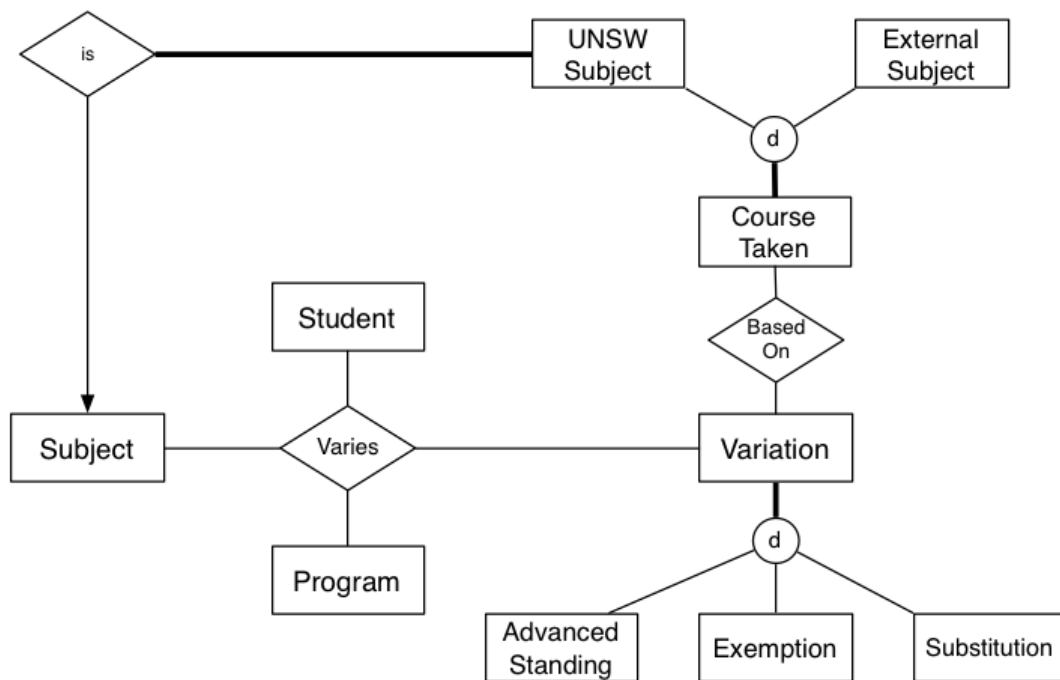 is
UNSW
Subject
External
Subject
d
Course
Taken
Student
Based
On
Subject
Varies
Variation
d
Program
Advanced
Standing
Exemption
Substitution